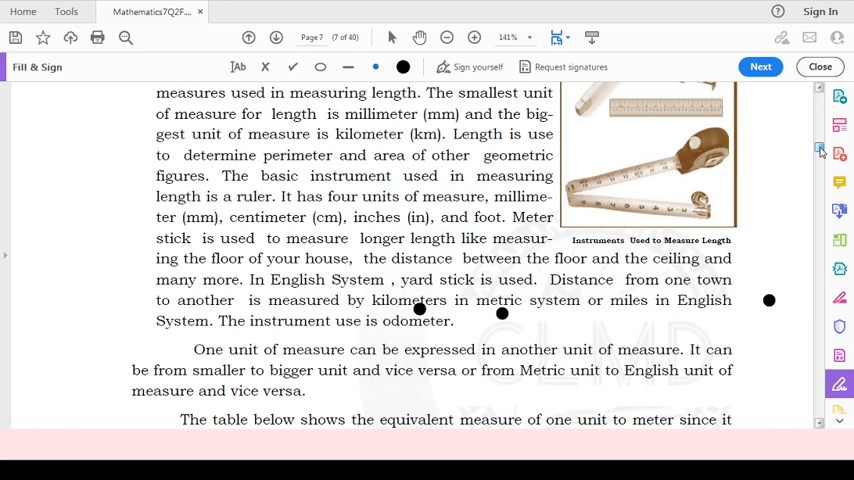 Home Tools Mathematics7Q2F... × Sign In
Page 7 (7 of 40) 141%
Fill & Sign Ab Sign yourself Request signatures Next Close
measures used in measuring length. The smallest unit
of measure for length is millimeter (mm) and the big-
gest unit of measure is kilometer (km). Length is use
to determine perimeter and area of other geometric
figures. The basic instrument used in measuring
length is a ruler. It has four units of measure, millime-
ter (mm), centimeter (cm), inches (in), and foot. Meter
stick is used to measure longer length like measur-
Instruments Used to Measure Length
ing the floor of your house, the distance between the floor and the ceiling and
many more. In English System , yard stick is used. Distance from one town
to another is measured by kilometers in metric system or miles in English
System. The instrument use is odometer.
CLMD
One unit of measure can be expressed in another unit of measure. It can
be from smaller to bigger unit and vice versa or from Metric unit to English unit of
measure and vice versa.
The table below shows the equivalent measure of one unit to meter since it